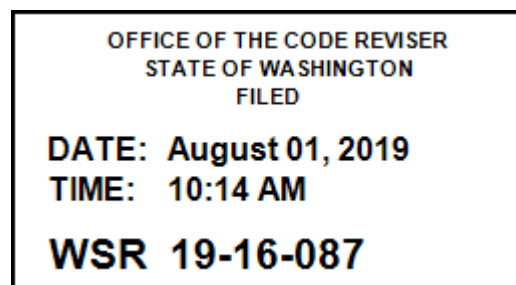 OFFICE OF THE CODE REVISER
STATE OF WASHINGTON
FILED
DATE: August 01, 2019
TIME: 10:14 AM
WSR 19-16-087